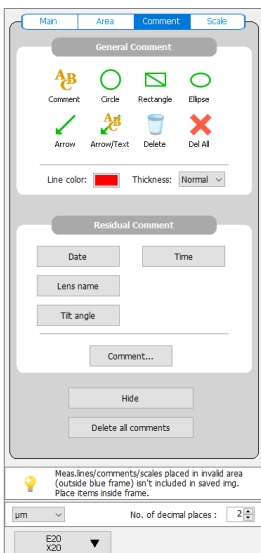 Main Area Comment Scale
General Comment
ABC ABC
Comment Circle Rectangle Ellipse
Arrow Arrow/Text Delete Del All
Line color: Thickness: Normal
Residual Comment
Date Time
Lens name
Tilt angle
Comment...
Hide
Delete all comments
Meas.lines/comments/scales placed in invalid area
(outside blue frame) isn't included in saved img.
Place items inside frame.
µm No. of decimal places : 2
E20
X20